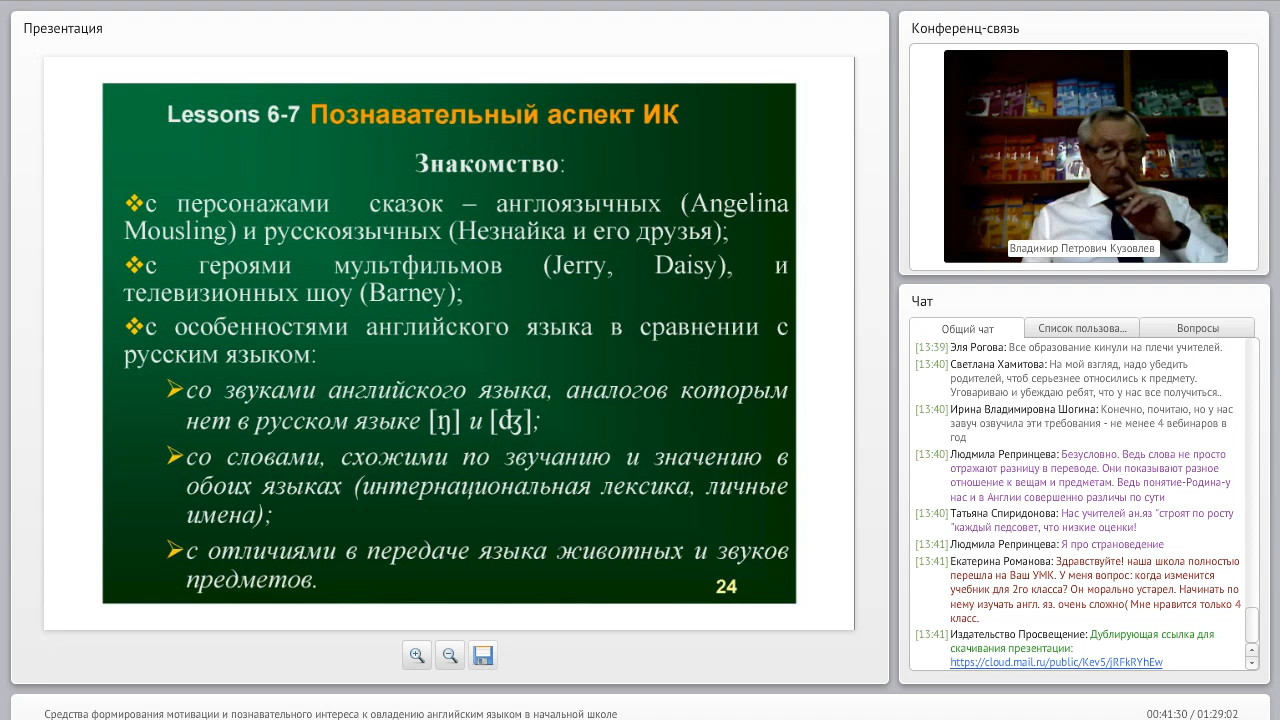 Презентация
Lessons 6-7 Познавательный аспект ИК
Знакомство:
❖с персонажами сказок – англоязычных (Angelina
Mousling) и русскоязычных (Незнайка и его друзья);
❖с героями мультфильмов (Jerry, Daisy), и
телевизионных шоу (Barney);
❖с особенностями английского языка в сравнении с
русским языком:
➢со звуками английского языка, аналогов которым
нет в русском языке [ŋ] и [ʤ];
➢со словами, схожими по звучанию и значению в
обоих языках (интернациональная лексика, личные
имена);
➢с отличиями в передаче языка животных и звуков
предметов.
24
Конференц-связь
Владимир Петрович Кузовлев
Чат
Общий чат
Список пользова...
Вопросы
[13:39] Эля Рогова: Все образование кинули на плечи учителей.
[13:40] Светлана Хамитова: На мой взгляд, надо убедить
родителей, чтоб серьезнее относились к предмету.
Уговариваю и убеждаю ребят, что у нас все получиться..
[13:40] Ирина Владимировна Шогина: Конечно, почитаю, но у нас
завуч озвучила эти требования - не менее 4 вебинаров в
год
[13:40] Людмила Репринцева: Безусловно. Ведь слова не просто
отражают разницу в переводе. Они показывают разное
отношение к вещам и предметам. Ведь понятие-Родина-у
нас и в Англии совершенно различы по сути
[13:40] Татьяна Спиридонова: Нас учителей ан.яз "строят по росту
"каждый педсовет, что низкие оценки!
[13:41] Людмила Репринцева: Я про страноведение
[13:41] Екатерина Романова: Здравствуйте! наша школа полностью
перешла на Ваш УМК. У меня вопрос: когда изменится
учебник для 2го класса? Он морально устарел. Начинать по
нему изучать англ. яз. очень сложно( Мне нравится только 4
класс.
[13:41] Издательство Просвещение: Дублирующая ссылка для
скачивания презентации:
https://cloud.mail.ru/public/Kev5/jRFkRYhEw
Средства формирования мотивации и познавательного интереса к овладению английским языком в начальной школе
00:41:30 / 01:29:02